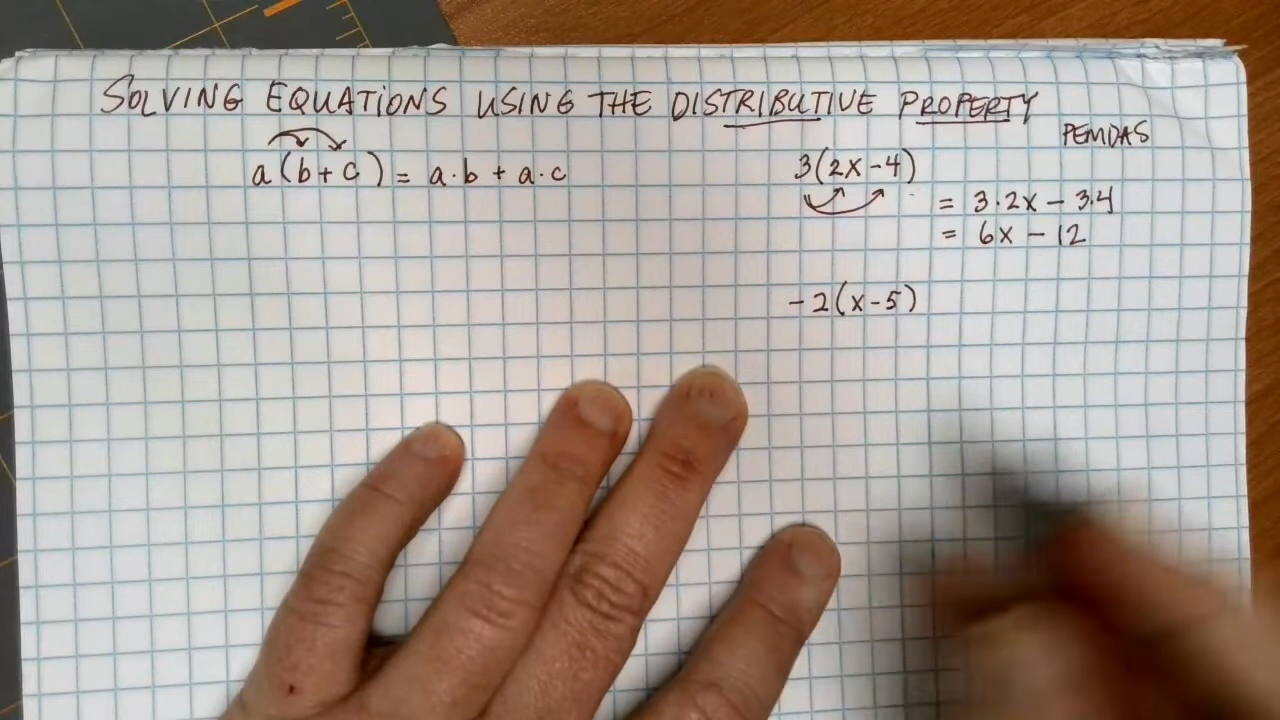 SOLVING EQUATIONS USING THE DISTRIBUTIVE PROPERTY
PEMDAS
a(b+c) = a·b + a·c
3(2x-4)
= 3·2x - 3·4
= 6x - 12
-2(x-5)